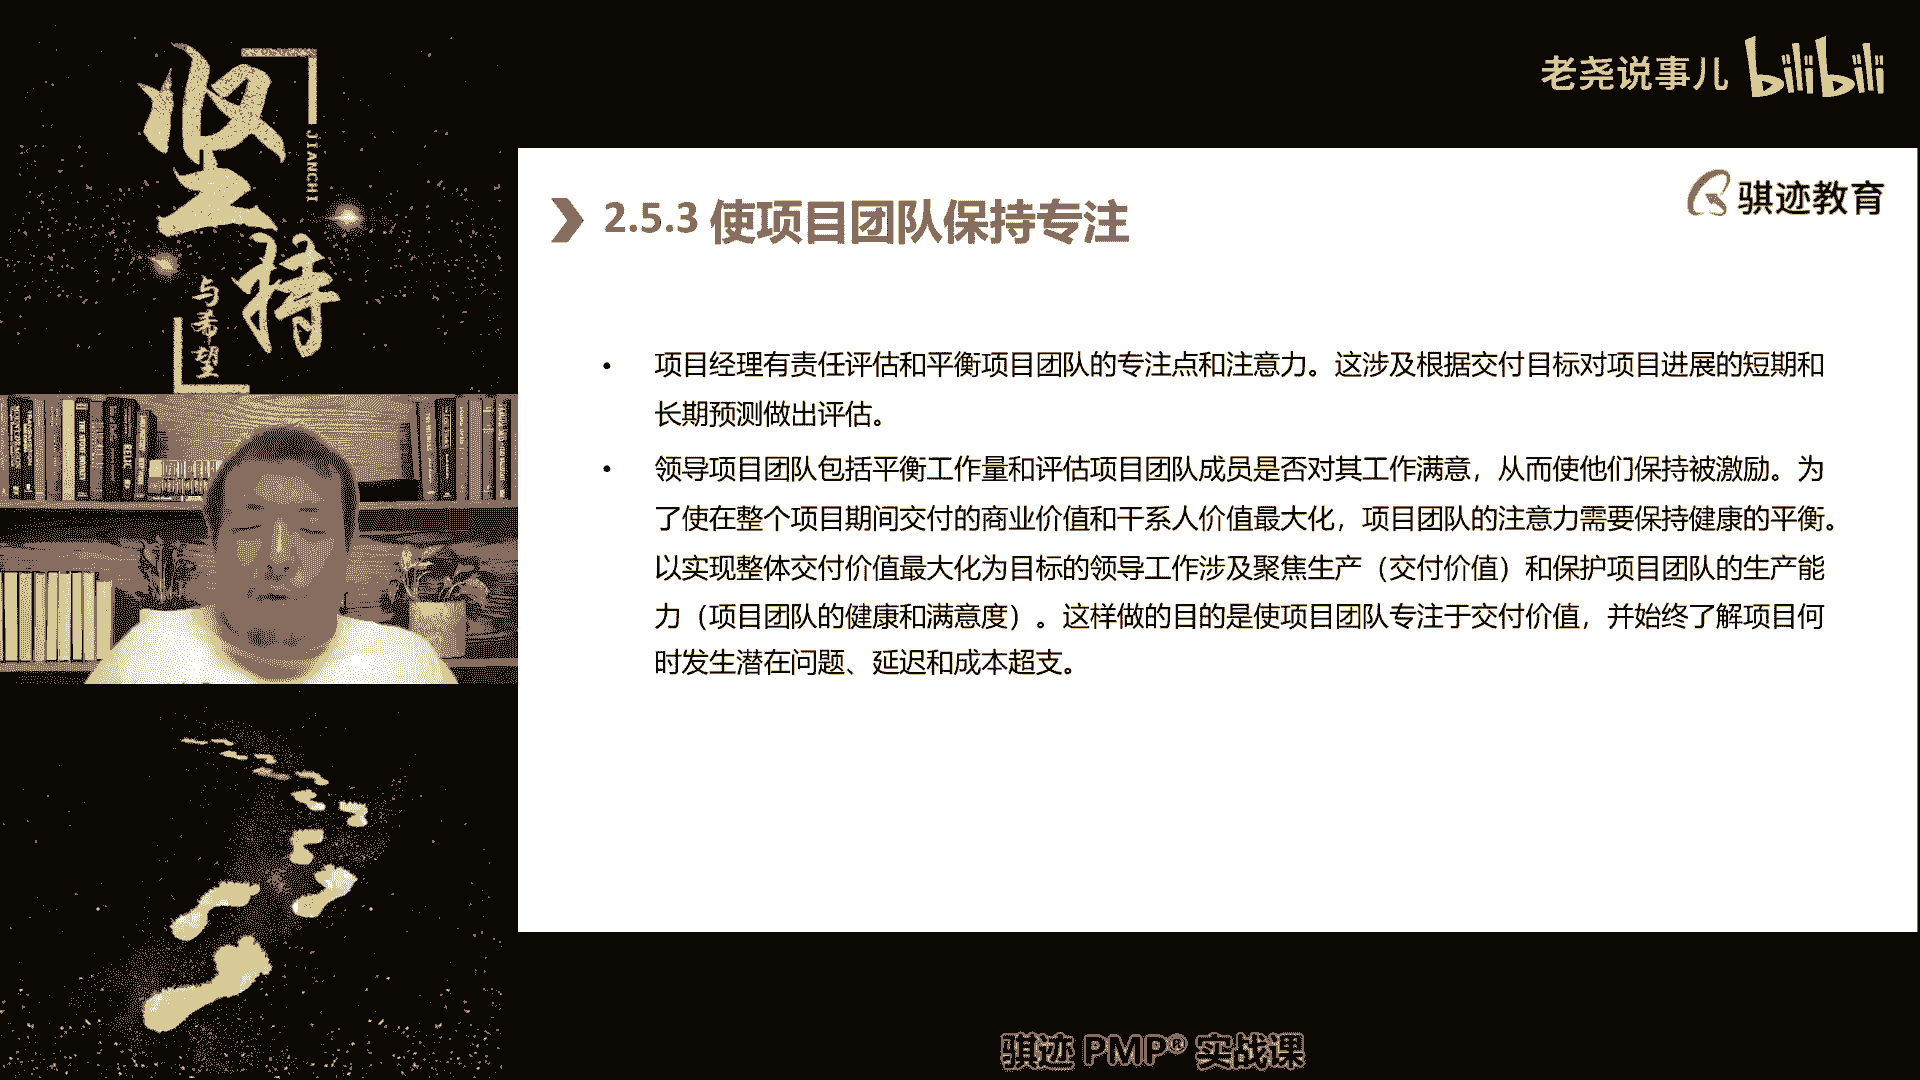 坚持
JIANCHI
与希望
老尧说事儿 bilibili
骐迹教育
2.5.3 使项目团队保持专注
• 项目经理有责任评估和平衡项目团队的专注点和注意力。这涉及根据交付目标对项目进展的短期和
长期预测做出评估。
• 领导项目团队包括平衡工作量和评估项目团队成员是否对其工作满意，从而使他们保持被激励。为
了使在整个项目期间交付的商业价值和干系人价值最大化，项目团队的注意力需要保持健康的平衡。
以实现整体交付价值最大化为目标的领导工作涉及聚焦生产（交付价值）和保护项目团队的生产能
力（项目团队的健康和满意度）。这样做的目的是使项目团队专注于交付价值，并始终了解项目何
时发生潜在问题、延迟和成本超支。
骐迹 PMP® 实战课